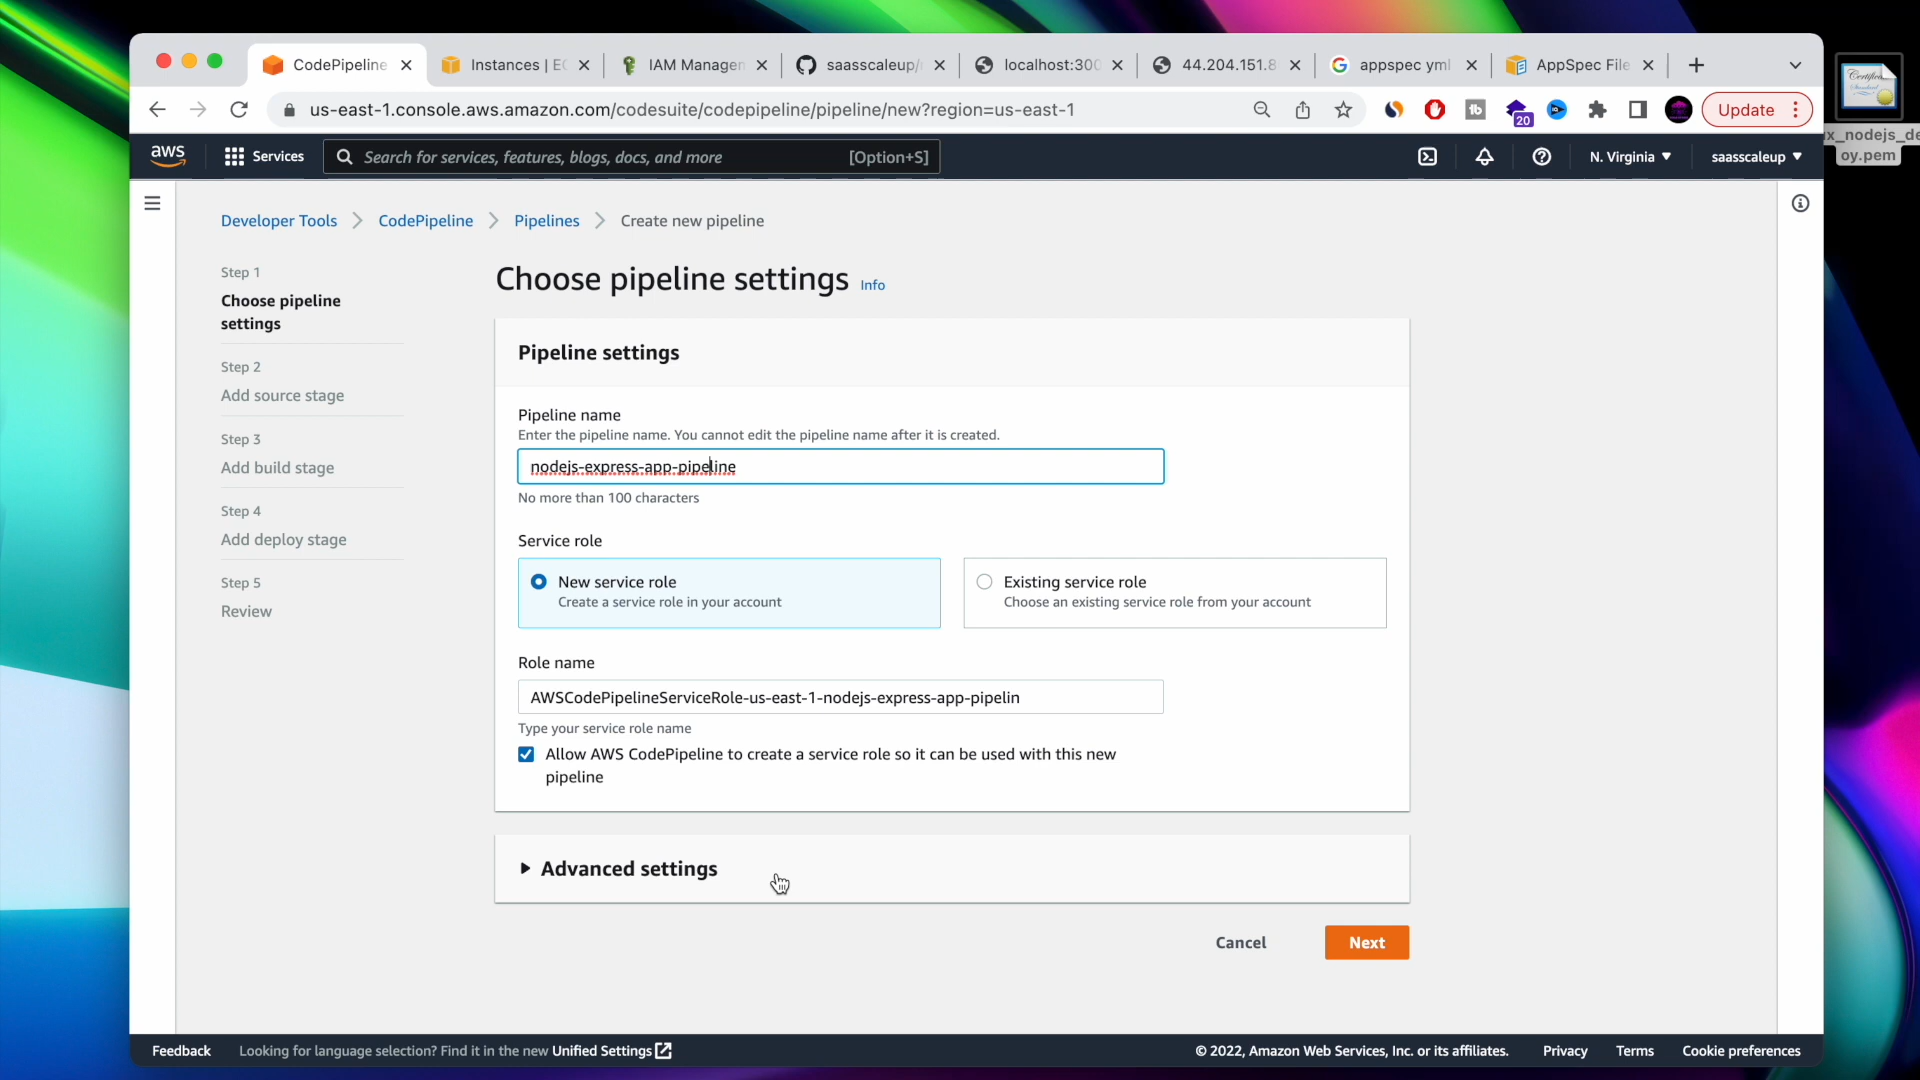 CodePipeline
Instances | EC
IAM Managem
saasscaleup/
localhost:300
44.204.151.8
appspec yml
AppSpec File
us-east-1.console.aws.amazon.com/codesuite/codepipeline/pipeline/new?region=us-east-1
20
Update
Certificate
Standard
x_nodejs_de
oy.pem
aws
Services
Search for services, features, blogs, docs, and more
[Option+S]
N. Virginia
saasscaleup
Developer Tools
CodePipeline
Pipelines
Create new pipeline
Step 1
Choose pipeline
settings
Step 2
Add source stage
Step 3
Add build stage
Step 4
Add deploy stage
Step 5
Review
Choose pipeline settings Info
Pipeline settings
Pipeline name
Enter the pipeline name. You cannot edit the pipeline name after it is created.
nodejs-express-app-pipeline
No more than 100 characters
Service role
New service role
Create a service role in your account
Existing service role
Choose an existing service role from your account
Role name
AWSCodePipelineServiceRole-us-east-1-nodejs-express-app-pipelin
Type your service role name
Allow AWS CodePipeline to create a service role so it can be used with this new
pipeline
Advanced settings
Cancel
Next
Feedback
Looking for language selection? Find it in the new Unified Settings
© 2022, Amazon Web Services, Inc. or its affiliates.
Privacy
Terms
Cookie preferences